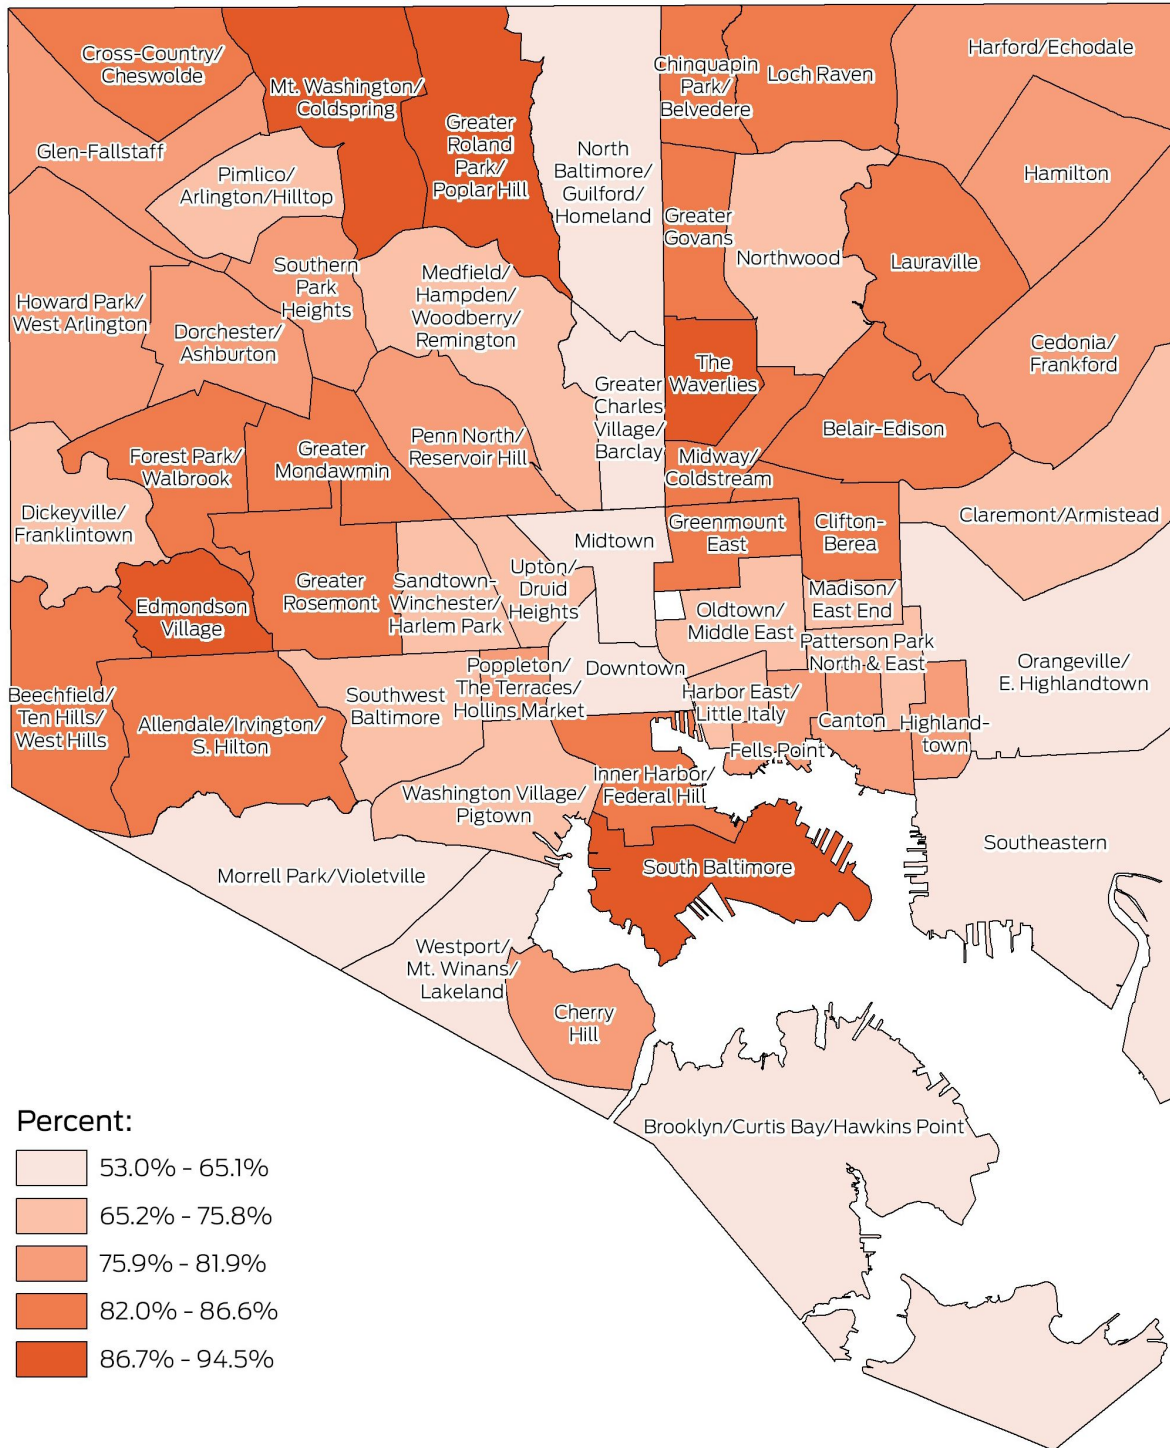 Cross-Country/
Cheswolde
Mt. Washington/
Coldspring
Greater
Roland
Park/
Poplar Hill
North
Baltimore/
Guilford/
Homeland
Chinquapin
Park/
Belvedere
Loch Raven
Harford/Echodale
Glen-Fallstaff
Pimlico/
Arlington/Hilltop
Hamilton
Greater
Govans
Northwood
Lauraville
Southern
Park
Heights
Medfield/
Hampden/
Woodberry/
Remington
Howard Park/
West Arlington
Dorchester/
Ashburton
Cedonia/
Frankford
The
Waverlies
Greater
Charles
Village/
Barclay
Belair-Edison
Penn North/
Reservoir Hill
Greater
Mondawmin
Forest Park/
Walbrook
Midway/
Coldstream
Dickeyville/
Franklintown
Claremont/Armistead
Midtown
Greenmount
East
Clifton-
Berea
Edmondson
Village
Greater
Rosemont
Sandtown-
Winchester/
Harlem Park
Upton/
Druid
Heights
Oldtown/
Middle East
Madison/
East End
Patterson Park
North & East
Orangeville/
E. Highlandtown
Beechfield/
Ten Hills/
West Hills
Allendale/Irvington/
S. Hilton
Southwest
Baltimore
Poppleton/
The Terraces/
Hollins Market
Downtown
Harbor East/
Little Italy
Canton
Highland-
town
Fells Point
Inner Harbor/
Federal Hill
Washington Village/
Pigtown
Southeastern
South Baltimore
Morrell Park/Violetville
Westport/
Mt. Winans/
Lakeland
Cherry
Hill
Brooklyn/Curtis Bay/Hawkins Point
Percent:
53.0% - 65.1%
65.2% - 75.8%
75.9% - 81.9%
82.0% - 86.6%
86.7% - 94.5%